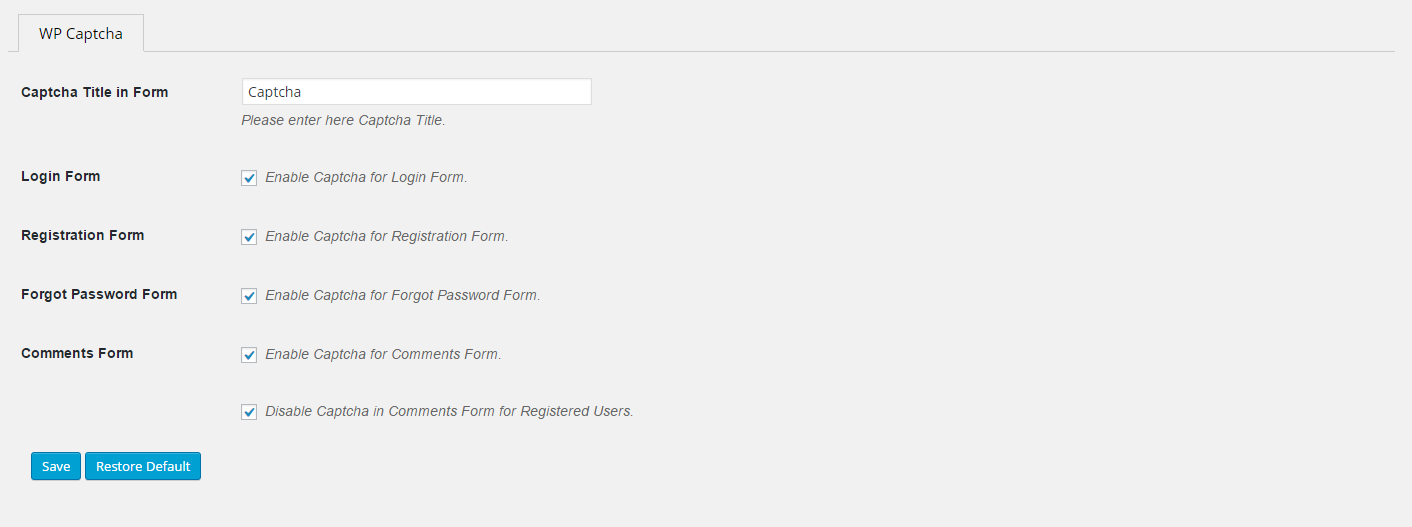 WP Captcha
Captcha Title in Form
Captcha
Please enter here Captcha Title.
Login Form
Enable Captcha for Login Form.
Registration Form
Enable Captcha for Registration Form.
Forgot Password Form
Enable Captcha for Forgot Password Form.
Comments Form
Enable Captcha for Comments Form.
Disable Captcha in Comments Form for Registered Users.
Save
Restore Default